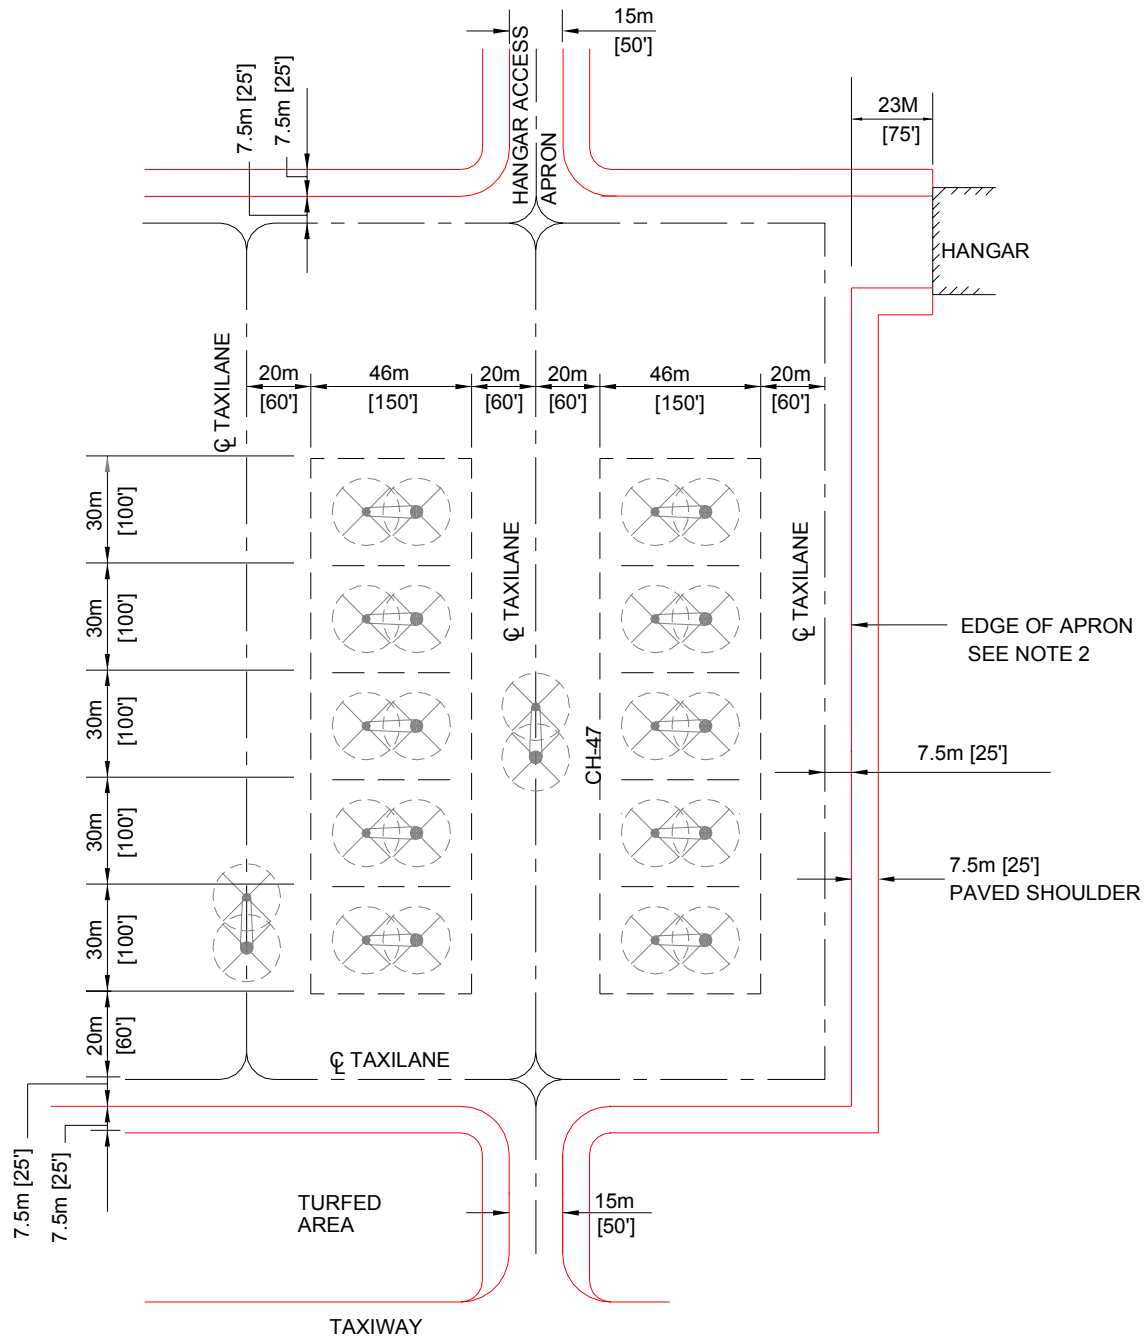 15m
[50']
HANGAR ACCESS
APRON
7.5m [25']
7.5m [25']
23M
[75']
HANGAR
℄ TAXILANE
20m
[60']
46m
[150']
20m
[60']
20m
[60']
46m
[150']
20m
[60']
30m
[100']
30m
[100']
30m
[100']
30m
[100']
30m
[100']
20m
[60']
℄ TAXILANE
℄ TAXILANE
EDGE OF APRON
SEE NOTE 2
CH-47
7.5m [25']
7.5m [25']
PAVED SHOULDER
℄ TAXILANE
7.5m [25']
7.5m [25']
TURFED
AREA
15m
[50']
TAXIWAY